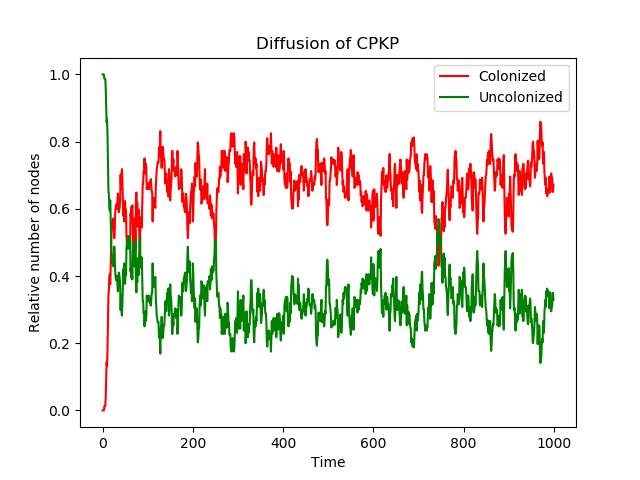 Diffusion of CPKP
Colonized
Uncolonized
Relative number of nodes
1.0
0.8
0.6
0.4
0.2
0.0
0 200 400 600 800 1000
Time